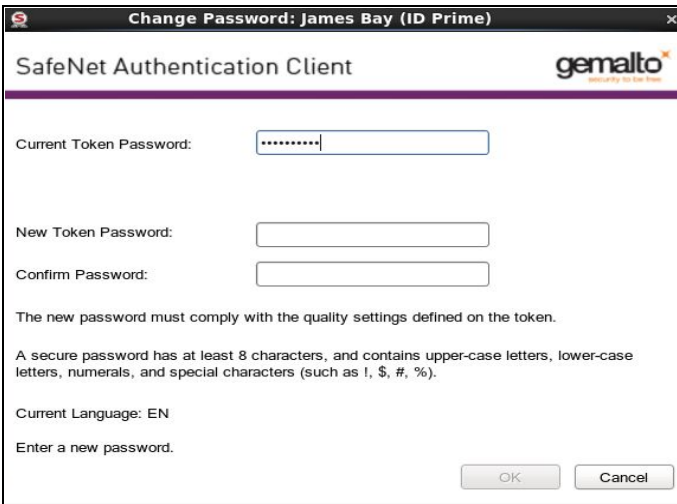 Change Password: James Bay (ID Prime)
SafeNet Authentication Client
gemalto
security to be free
Current Token Password:
••••••••••
New Token Password:
Confirm Password:
The new password must comply with the quality settings defined on the token.
A secure password has at least 8 characters, and contains upper-case letters, lower-case
letters, numerals, and special characters (such as !, $, #, %).
Current Language: EN
Enter a new password.
OK
Cancel